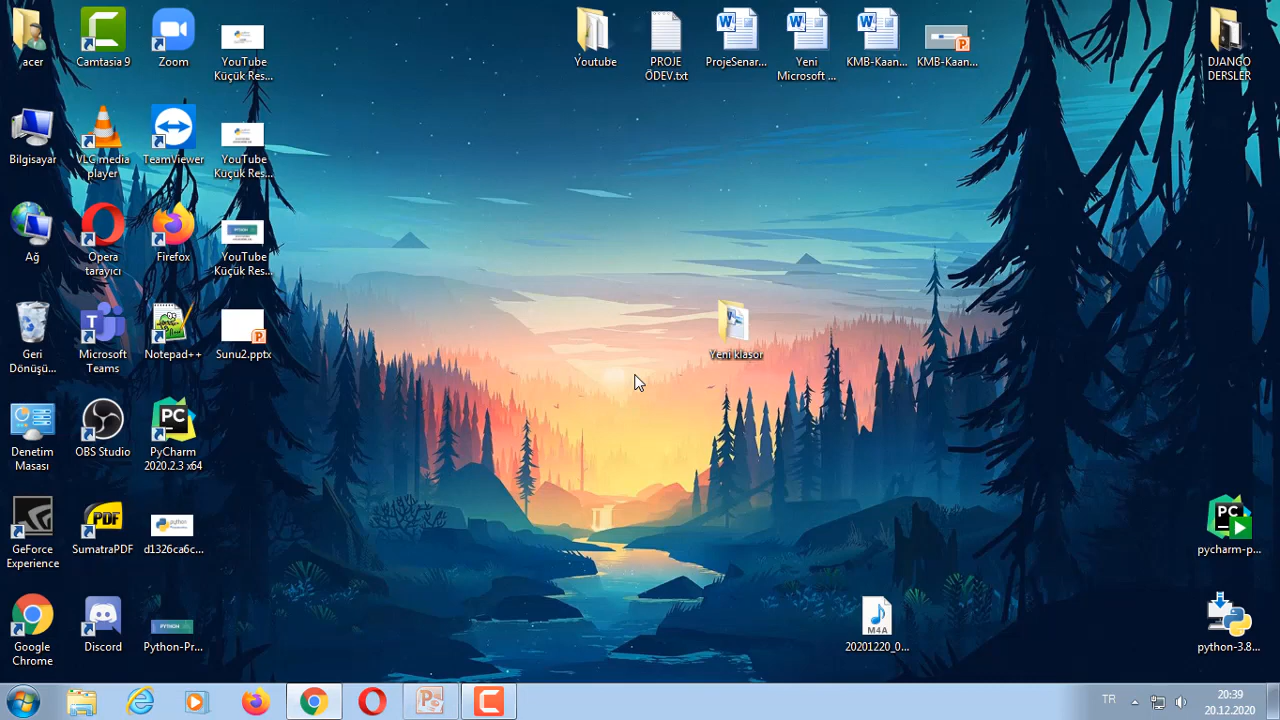 acer
Camtasia 9
Zoom
YouTube
Küçük Res...
Youtube
PROJE
ÖDEV.txt
ProjeSenar...
Yeni
Microsoft ...
KMB-Kaan...
KMB-Kaan...
DJANGO
DERSLER
Bilgisayar
VLC media
player
TeamViewer
YouTube
Küçük Res...
Ağ
Opera
tarayıcı
Firefox
YouTube
Küçük Res...
Geri
Dönüşü...
Microsoft
Teams
Notepad++
Sunu2.pptx
Yeni klasör
Denetim
Masası
OBS Studio
PyCharm
2020.2.3 x64
GeForce
Experience
SumatraPDF
d1326ca6c...
pycharm-p...
Google
Chrome
Discord
Python-Pr...
M4A
20201220_0...
python-3.8...
TR
20:39
20.12.2020